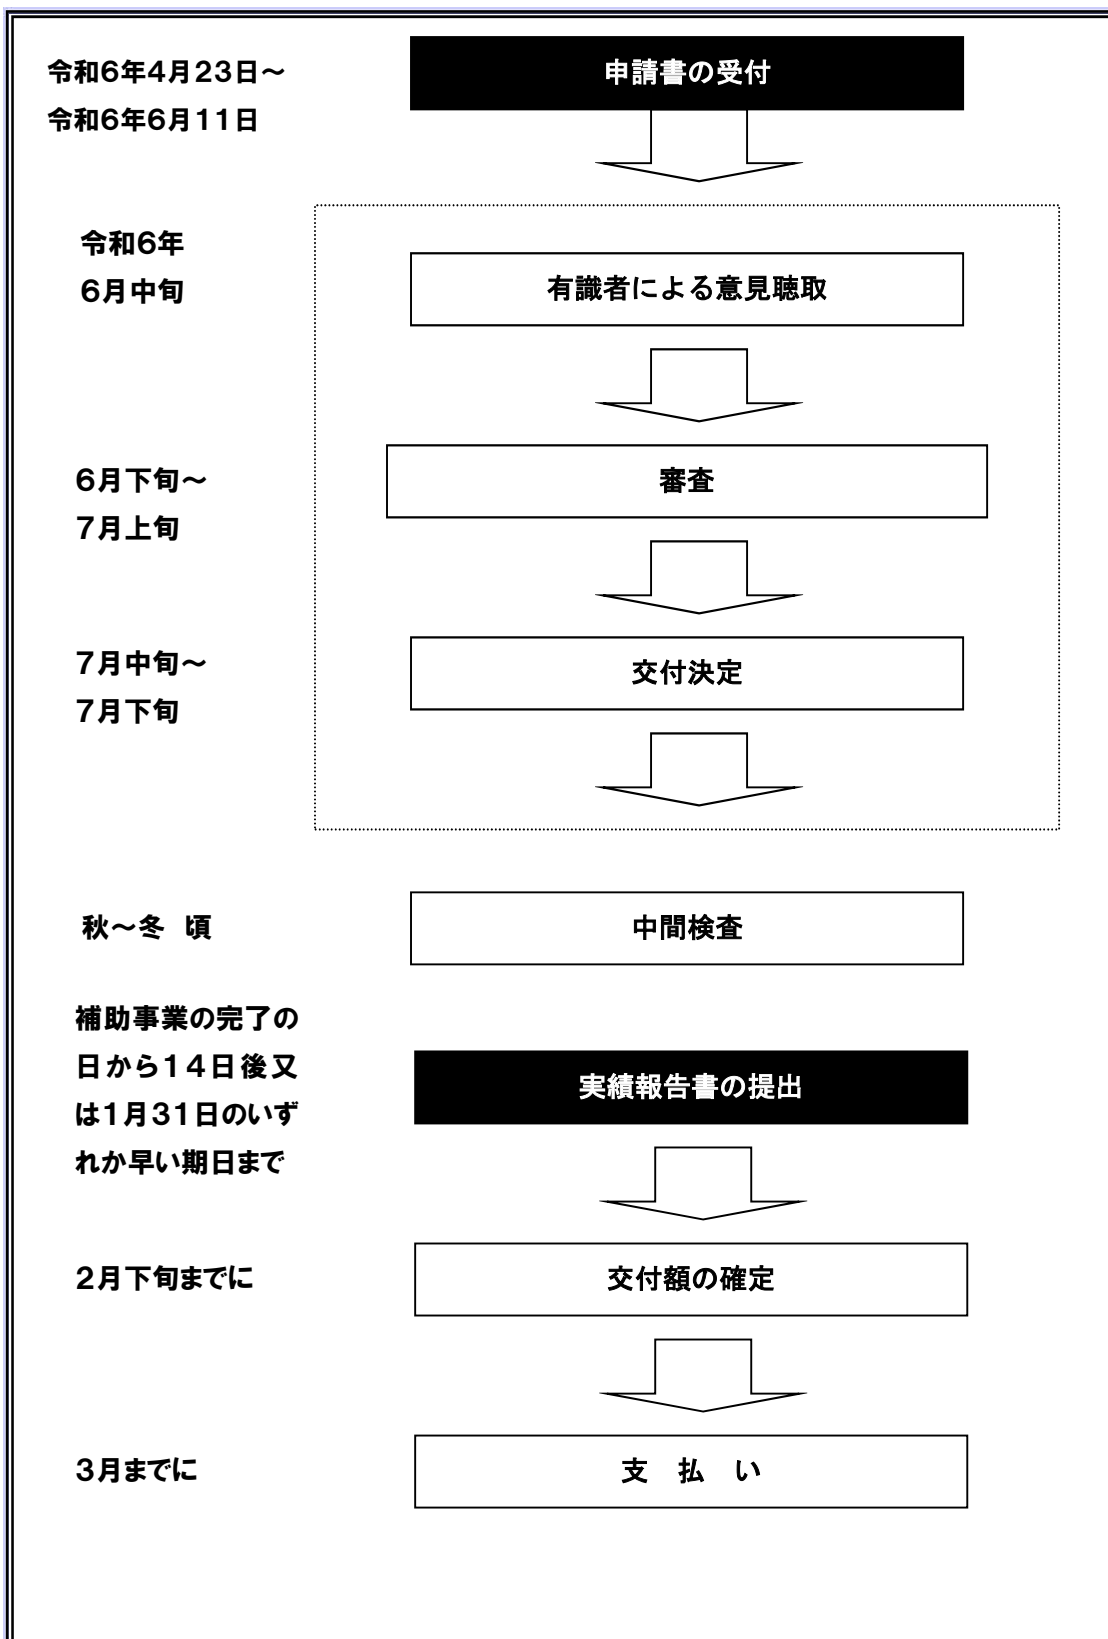 令和6年4月23日～
令和6年6月11日
申請書の受付
令和6年
6月中旬
有識者による意見聴取
6月下旬～
7月上旬
審査
7月中旬～
7月下旬
交付決定
秋～冬　頃
中間検査
補助事業の完了の
日から14日後又
は1月31日のいず
れか早い期日まで
実績報告書の提出
2月下旬までに
交付額の確定
3月までに
支　払　い